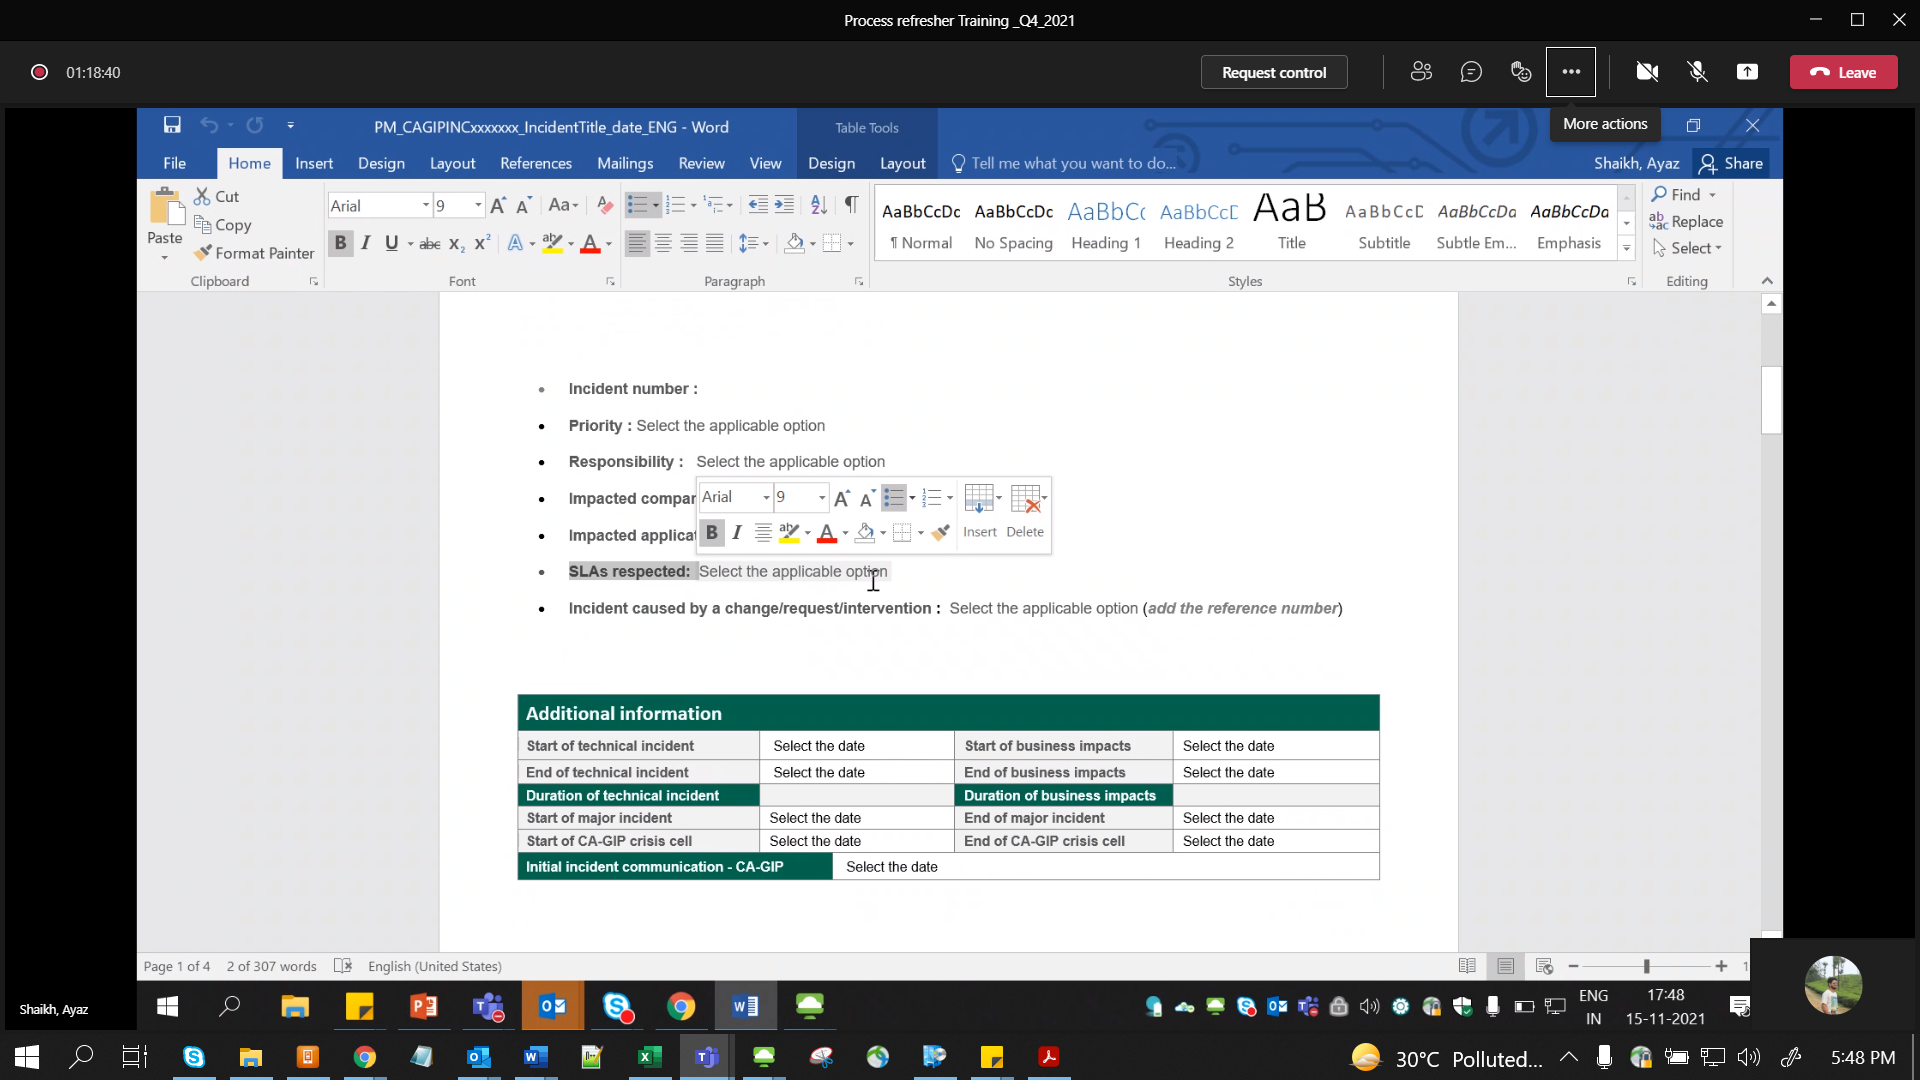 Process refresher Training _Q4_2021
01:18:40
Request control
Leave
More actions
PM_CAGIPINCxxxxxxx_IncidentTitle_date_ENG - Word
Table Tools
File Home Insert Design Layout References Mailings Review View Design Layout Tell me what you want to do... Shaikh, Ayaz Share
Paste
Cut
Copy
Format Painter
Clipboard
Arial 9
Font
Paragraph
AaBbCcDc AaBbCcDc AaBbCc AaBbCcE AaB AaBbCcD AaBbCcDa AaBbCcDa
¶ Normal No Spacing Heading 1 Heading 2 Title Subtitle Subtle Em... Emphasis
Styles
Find
Replace
Select
Editing
• Incident number :
• Priority : Select the applicable option
• Responsibility : Select the applicable option
• Impacted compar
• Impacted applicat
Arial 9
Insert Delete
• SLAs respected: Select the applicable option
• Incident caused by a change/request/intervention : Select the applicable option (add the reference number)
Additional information
Start of technical incident Select the date Start of business impacts Select the date
End of technical incident Select the date End of business impacts Select the date
Duration of technical incident Duration of business impacts
Start of major incident Select the date End of major incident Select the date
Start of CA-GIP crisis cell Select the date End of CA-GIP crisis cell Select the date
Initial incident communication - CA-GIP Select the date
Page 1 of 4 2 of 307 words English (United States)
Shaikh, Ayaz
ENG
IN
17:48
15-11-2021
30°C Polluted... 5:48 PM